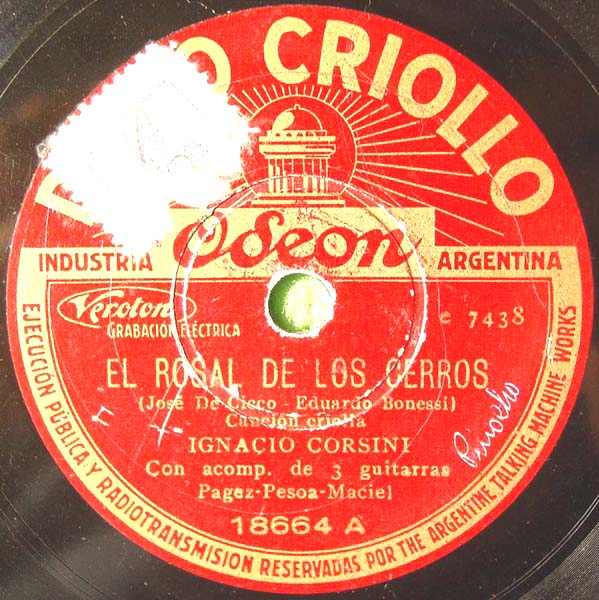 CRIOLLO
Odeon
INDUSTRIA ARGENTINA
Veroton
GRABACIÓN ELÉCTRICA
e 7438
EL ROSAL DE LOS CERROS
(José De Cicco - Eduardo Bonessi)
Canción criolla
IGNACIO CORSINI
Con acomp. de 3 guitarras
Pagez-Pesoa-Maciel
18664 A
Pinocho
EJECUCIÓN PÚBLICA Y RADIOTRANSMISION RESERVADAS POR THE ARGENTINE TALKING MACHINE WORKS